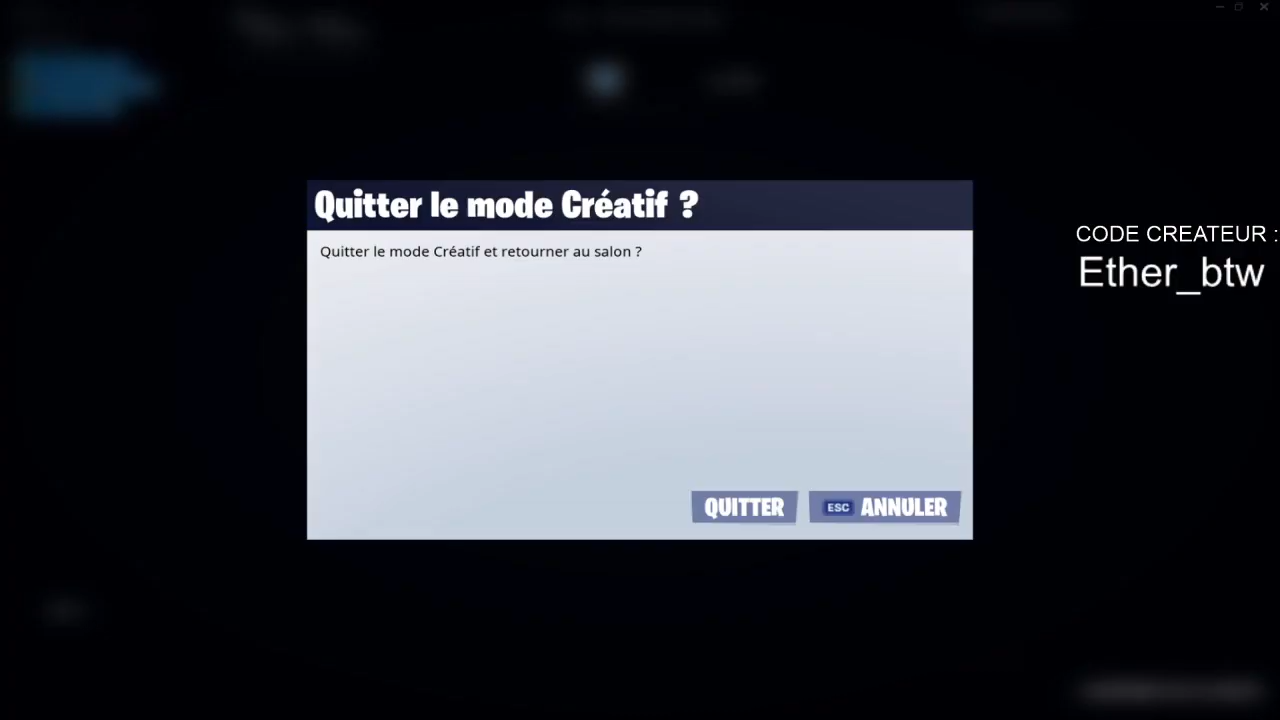 Quitter le mode Créatif ?
Quitter le mode Créatif et retourner au salon ?
CODE CREATEUR :
Ether_btw
QUITTER
ESC ANNULER